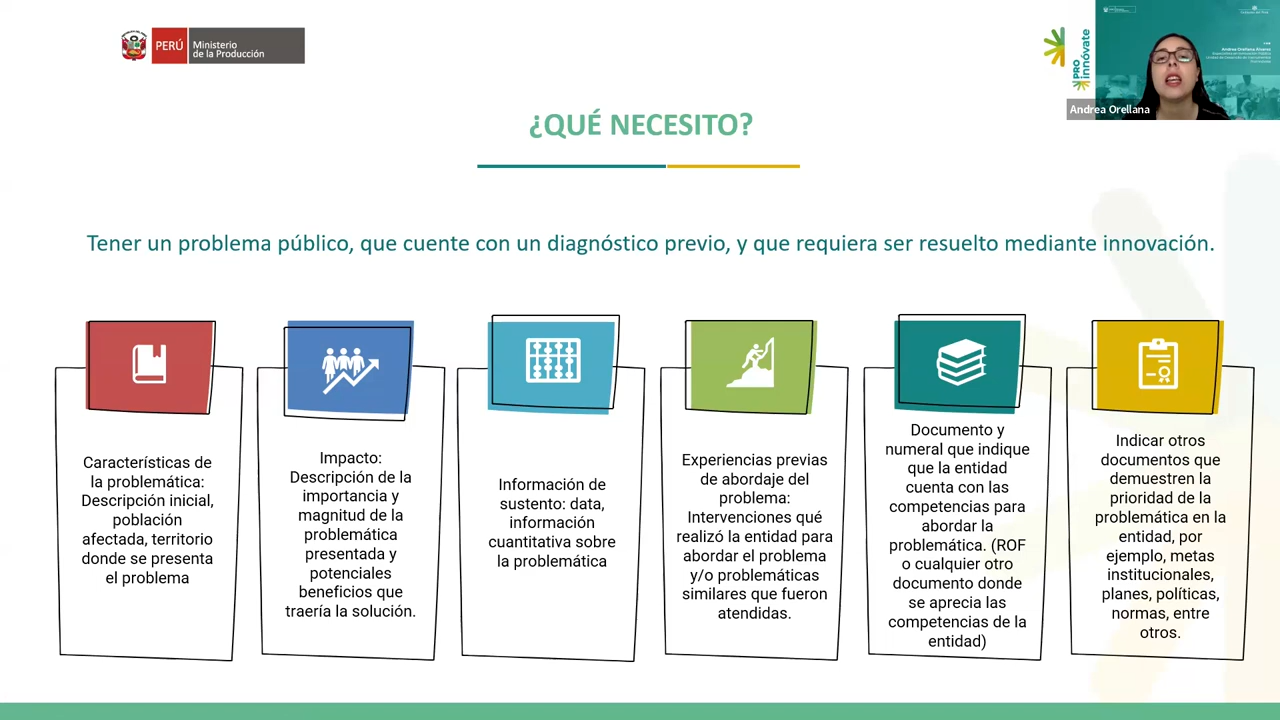 PERÚ
Ministerio
de la Producción
PRO
innóvate
Andrea Orellana Alvarez
Andrea Orellana
¿QUÉ NECESITO?
Tener un problema público, que cuente con un diagnóstico previo, y que requiera ser resuelto mediante innovación.
Características de
la problemática:
Descripción inicial,
población
afectada, territorio
donde se presenta
el problema
Impacto:
Descripción de la
importancia y
magnitud de la
problemática
presentada y
potenciales
beneficios que
traería la solución.
Información de
sustento: data,
información
cuantitativa sobre
la problemática
Experiencias previas
de abordaje del
problema:
Intervenciones qué
realizó la entidad para
abordar el problema
y/o problemáticas
similares que fueron
atendidas.
Documento y
numeral que indique
que la entidad
cuenta con las
competencias para
abordar la
problemática. (ROF
o cualquier otro
documento donde
se aprecia las
competencias de la
entidad)
Indicar otros
documentos que
demuestren la
prioridad de la
problemática en la
entidad, por
ejemplo, metas
institucionales,
planes, políticas,
normas, entre
otros.